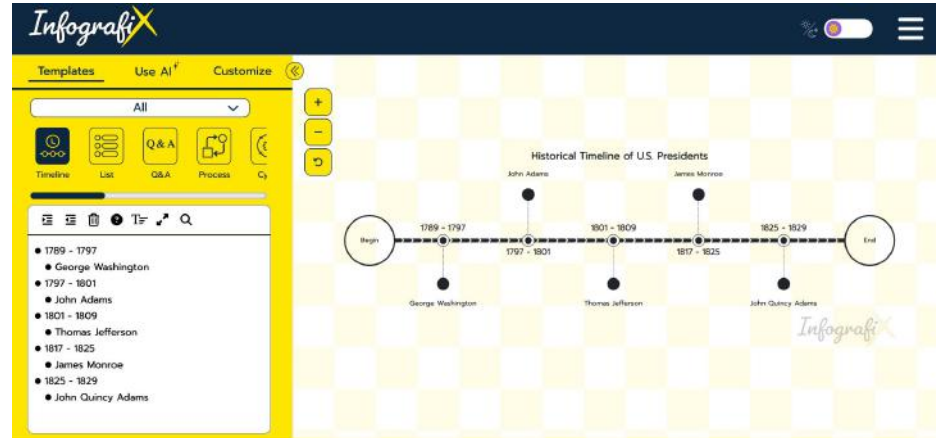 InfografiX
Templates Use AI Customize
All
Timeline List Q&A Process
Q & A
1789 - 1797
George Washington
1797 - 1801
John Adams
1801 - 1809
Thomas Jefferson
1817 - 1825
James Monroe
1825 - 1829
John Quincy Adams
Historical Timeline of U.S. Presidents
John Adams James Monroe
1789 - 1797 1801 - 1809 1825 - 1829
Begin End
1797 - 1801 1817 - 1825
George Washington Thomas Jefferson John Quincy Adams
InfografiX